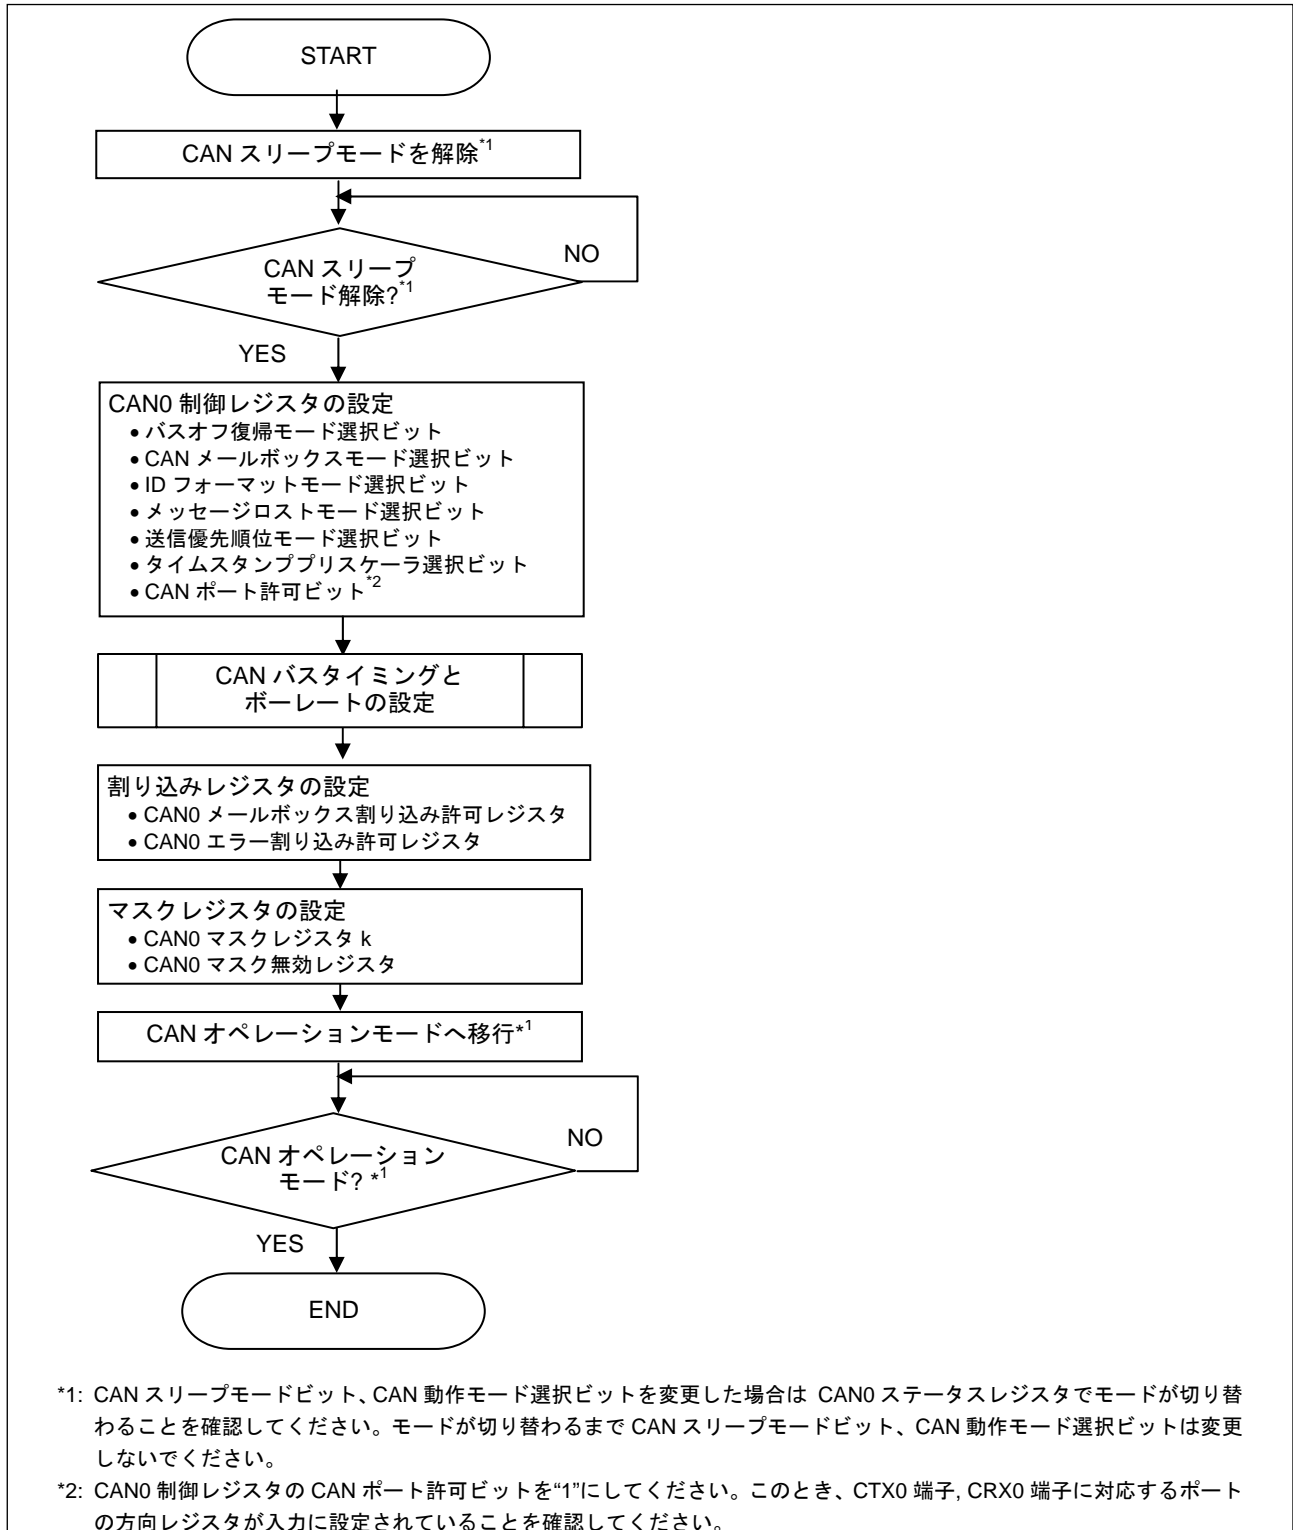 START
CAN スリープモードを解除*1
CAN スリープ
モード解除?*1
NO
YES
CAN0 制御レジスタの設定
• バスオフ復帰モード選択ビット
• CAN メールボックスモード選択ビット
• ID フォーマットモード選択ビット
• メッセージロストモード選択ビット
• 送信優先順位モード選択ビット
• タイムスタンププリスケーラ選択ビット
• CAN ポート許可ビット*2
CAN バスタイミングと
ボーレートの設定
割り込みレジスタの設定
• CAN0 メールボックス割り込み許可レジスタ
• CAN0 エラー割り込み許可レジスタ
マスクレジスタの設定
• CAN0 マスクレジスタ k
• CAN0 マスク無効レジスタ
CAN オペレーションモードへ移行*1
CAN オペレーション
モード? *1
NO
YES
END
*1: CAN スリープモードビット、CAN 動作モード選択ビットを変更した場合は CAN0 ステータスレジスタでモードが切り替
わることを確認してください。モードが切り替わるまで CAN スリープモードビット、CAN 動作モード選択ビットは変更
しないでください。
*2: CAN0 制御レジスタの CAN ポート許可ビットを“1”にしてください。このとき、CTX0 端子, CRX0 端子に対応するポート
の方向レジスタが入力に設定されていることを確認してください。